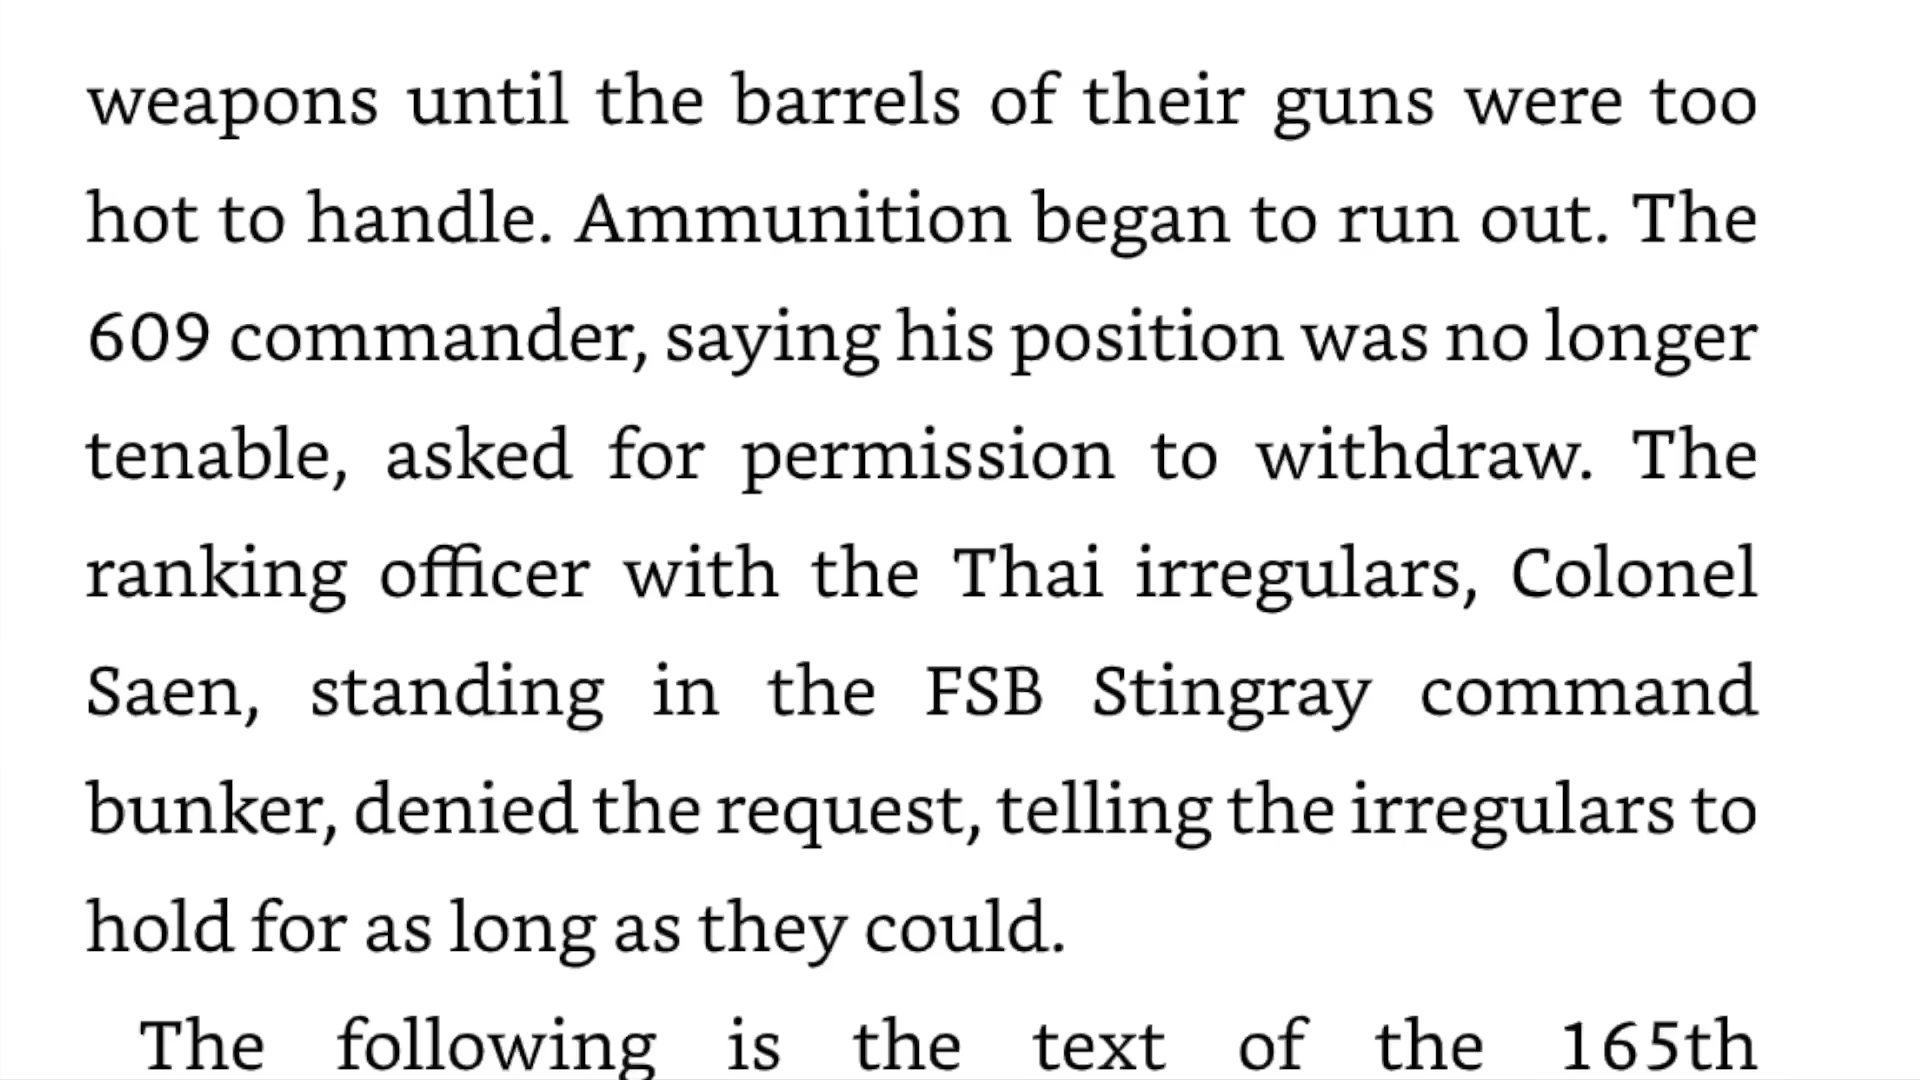 weapons until the barrels of their guns were too
hot to handle. Ammunition began to run out. The
609 commander, saying his position was no longer
tenable, asked for permission to withdraw. The
ranking officer with the Thai irregulars, Colonel
Saen, standing in the FSB Stingray command
bunker, denied the request, telling the irregulars to
hold for as long as they could.
The following is the text of the 165th